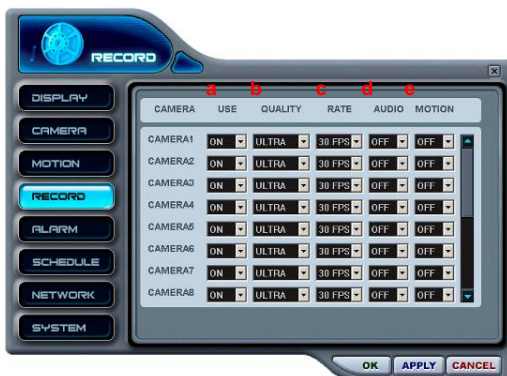 RECORD
a b c d e
CAMERA USE QUALITY RATE AUDIO MOTION
DISPLAY
CAMERA
MOTION
RECORD
ALARM
SCHEDULE
NETWORK
SYSTEM
CAMERA1 ON ULTRA 30 FPS OFF OFF
CAMERA2 ON ULTRA 30 FPS OFF OFF
CAMERA3 ON ULTRA 30 FPS OFF OFF
CAMERA4 ON ULTRA 30 FPS OFF OFF
CAMERA5 ON ULTRA 30 FPS OFF OFF
CAMERA6 ON ULTRA 30 FPS OFF OFF
CAMERA7 ON ULTRA 30 FPS OFF OFF
CAMERA8 ON ULTRA 30 FPS OFF OFF
OK APPLY CANCEL